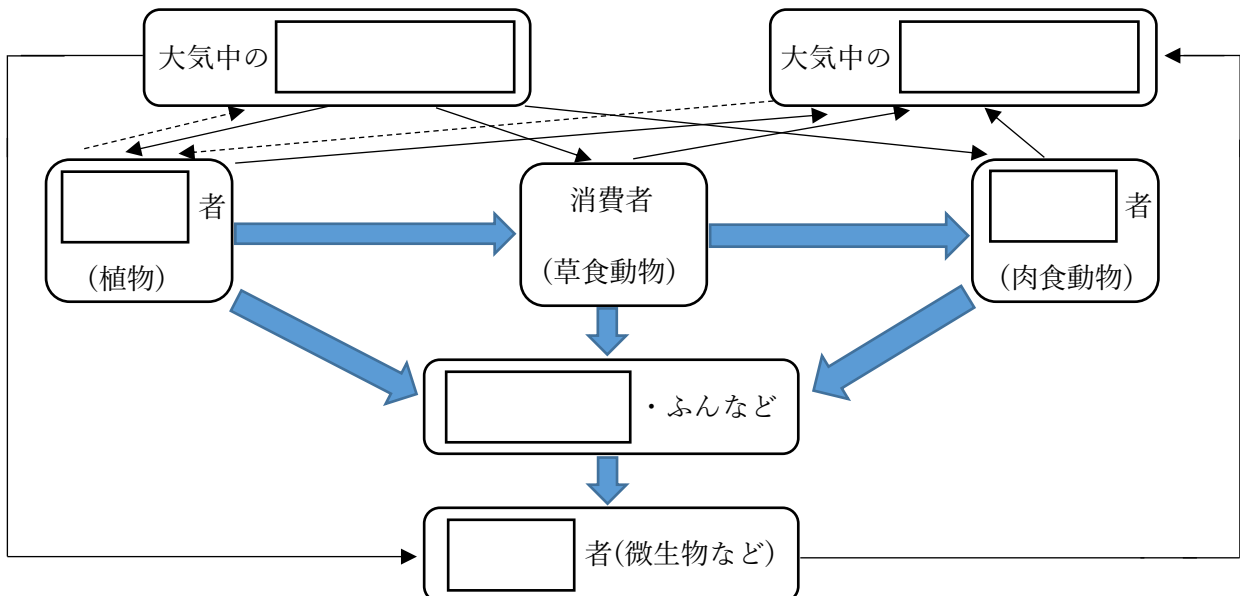 大気中の
大気中の
者
(植物)
消費者
(草食動物)
者
(肉食動物)
・ふんなど
者(微生物など)